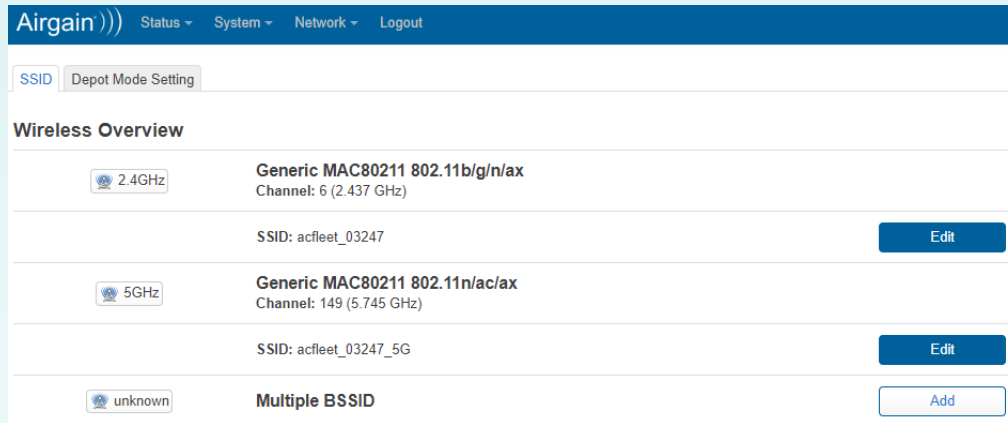 Airgain Status System Network Logout
SSID Depot Mode Setting
Wireless Overview
2.4GHz Generic MAC80211 802.11b/g/n/ax
Channel: 6 (2.437 GHz)
SSID: acfleet_03247 Edit
5GHz Generic MAC80211 802.11n/ac/ax
Channel: 149 (5.745 GHz)
SSID: acfleet_03247_5G Edit
unknown Multiple BSSID Add